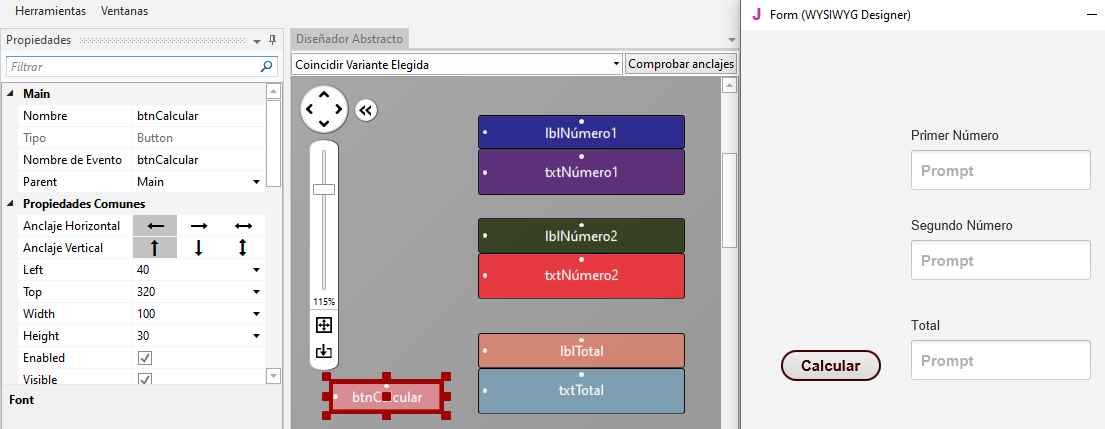 Herramientas Ventanas
Propiedades
Filtrar
Main
Nombre btnCalcular
Tipo Button
Nombre de Evento btnCalcular
Parent Main
Propiedades Comunes
Anclaje Horizontal
Anclaje Vertical
Left 40
Top 320
Width 100
Height 30
Enabled
Visible
Font
Diseñador Abstracto
Coincidir Variante Elegida Comprobar anclajes
115%
lblNúmero1
txtNúmero1
lblNúmero2
txtNúmero2
lblTotal
txtTotal
btnCalcular
J Form (WYSIWYG Designer)
Primer Número
Prompt
Segundo Número
Prompt
Total
Prompt
Calcular